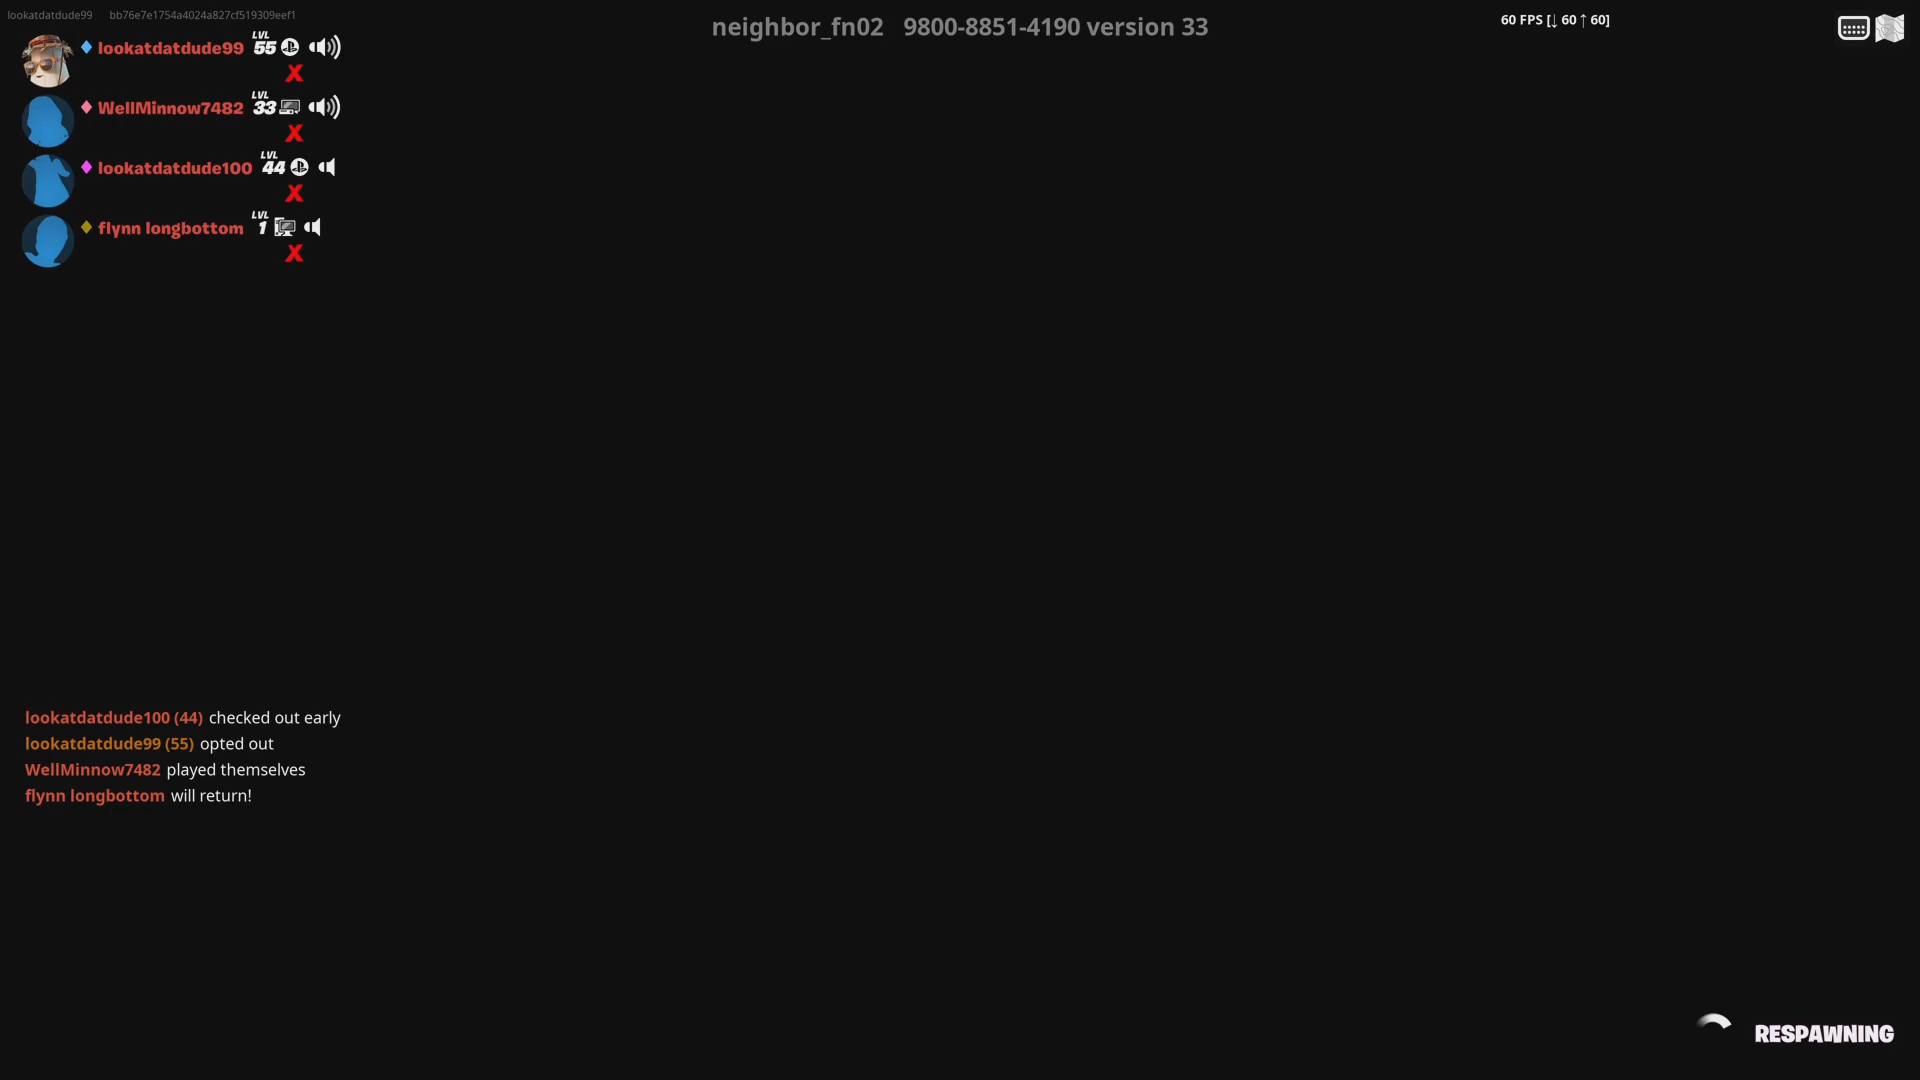 lookatdatdude99 bb76e7e1754a4024a827cf519309eef1
neighbor_fn02 9800-8851-4190 version 33
60 FPS [↓ 60 ↑ 60]
lookatdatdude99 LVL 55
X
WellMinnow7482 LVL 33
X
lookatdatdude100 LVL 44
X
flynn longbottom LVL 1
X
lookatdatdude100 (44) checked out early
lookatdatdude99 (55) opted out
WellMinnow7482 played themselves
flynn longbottom will return!
RESPAWNING